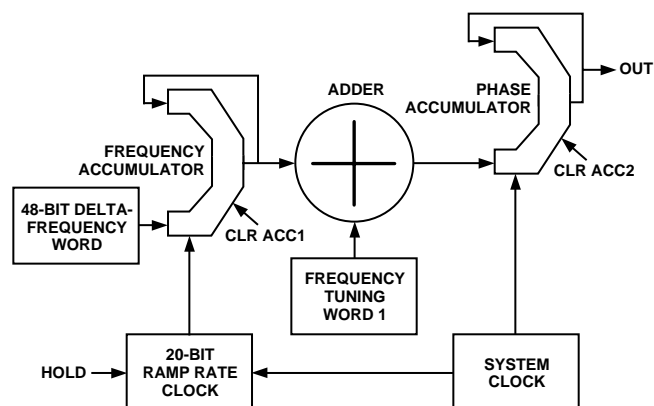 PHASE
ACCUMULATOR
OUT
ADDER
FREQUENCY
ACCUMULATOR
CLR ACC2
48-BIT DELTA-
FREQUENCY
WORD
CLR ACC1
FREQUENCY
TUNING
WORD 1
HOLD
20-BIT
RAMP RATE
CLOCK
SYSTEM
CLOCK